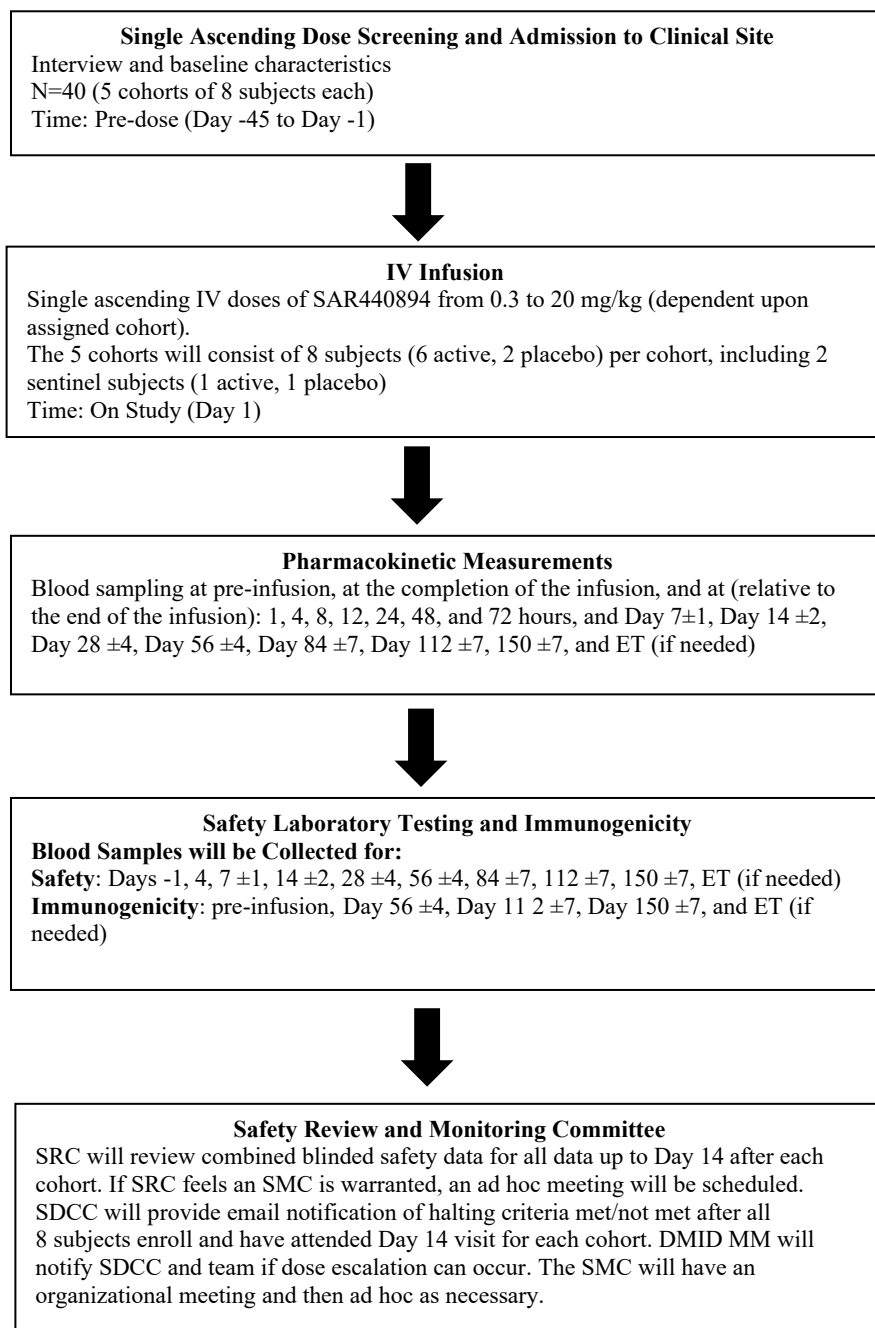 Single Ascending Dose Screening and Admission to Clinical Site
Interview and baseline characteristics
N=40 (5 cohorts of 8 subjects each)
Time: Pre-dose (Day -45 to Day -1)
IV Infusion
Single ascending IV doses of SAR440894 from 0.3 to 20 mg/kg (dependent upon
assigned cohort).
The 5 cohorts will consist of 8 subjects (6 active, 2 placebo) per cohort, including 2
sentinel subjects (1 active, 1 placebo)
Time: On Study (Day 1)
Pharmacokinetic Measurements
Blood sampling at pre-infusion, at the completion of the infusion, and at (relative to
the end of the infusion): 1, 4, 8, 12, 24, 48, and 72 hours, and Day 7±1, Day 14 ±2,
Day 28 ±4, Day 56 ±4, Day 84 ±7, Day 112 ±7, 150 ±7, and ET (if needed)
Safety Laboratory Testing and Immunogenicity
Blood Samples will be Collected for:
Safety: Days -1, 4, 7 ±1, 14 ±2, 28 ±4, 56 ±4, 84 ±7, 112 ±7, 150 ±7, ET (if needed)
Immunogenicity: pre-infusion, Day 56 ±4, Day 11 2 ±7, Day 150 ±7, and ET (if
needed)
Safety Review and Monitoring Committee
SRC will review combined blinded safety data for all data up to Day 14 after each
cohort. If SRC feels an SMC is warranted, an ad hoc meeting will be scheduled.
SDCC will provide email notification of halting criteria met/not met after all
8 subjects enroll and have attended Day 14 visit for each cohort. DMID MM will
notify SDCC and team if dose escalation can occur. The SMC will have an
organizational meeting and then ad hoc as necessary.